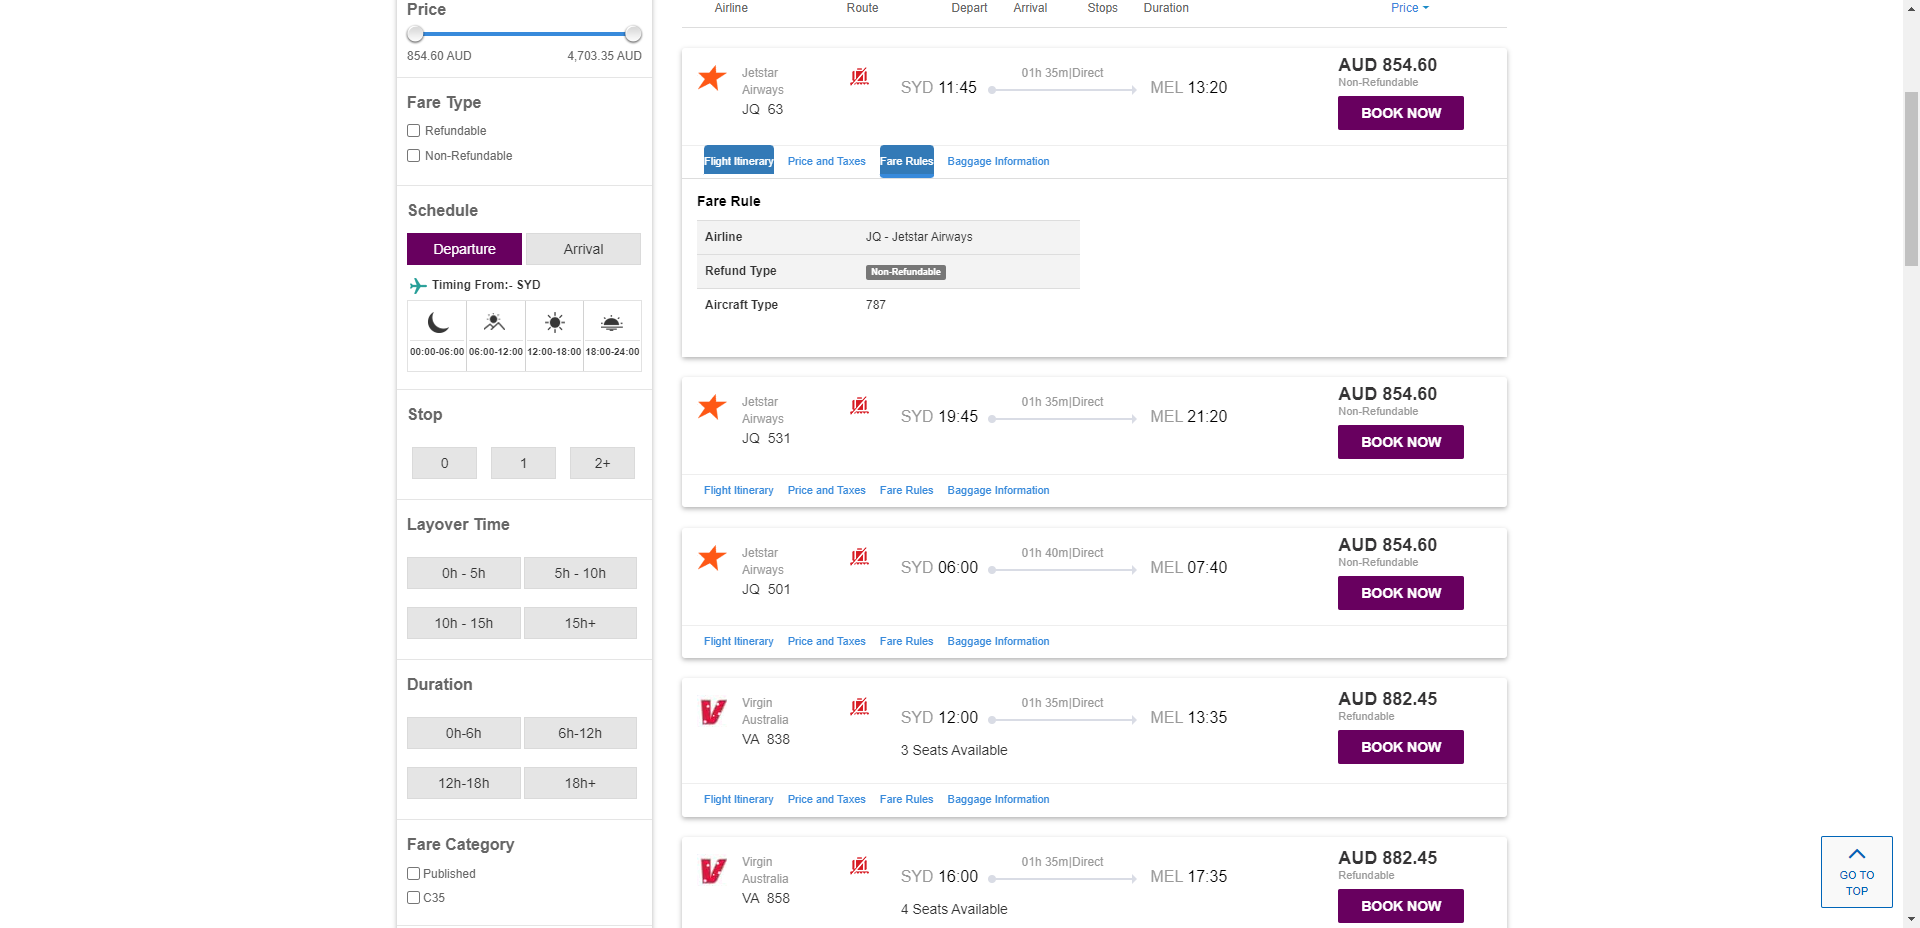 Price
854.60 AUD 4,703.35 AUD
Fare Type
Refundable
Non-Refundable
Schedule
Departure Arrival
Timing From:- SYD
00:00-06:00 06:00-12:00 12:00-18:00 18:00-24:00
Stop
0 1 2+
Layover Time
0h - 5h 5h - 10h
10h - 15h 15h+
Duration
0h-6h 6h-12h
12h-18h 18h+
Fare Category
Published
C35
Airline Route Depart Arrival Stops Duration Price
Jetstar
Airways
JQ 63
SYD 11:45
01h 35m|Direct
MEL 13:20
AUD 854.60
Non-Refundable
BOOK NOW
Flight Itinerary Price and Taxes Fare Rules Baggage Information
Fare Rule
Airline JQ - Jetstar Airways
Refund Type Non-Refundable
Aircraft Type 787
Jetstar
Airways
JQ 531
SYD 19:45
01h 35m|Direct
MEL 21:20
AUD 854.60
Non-Refundable
BOOK NOW
Flight Itinerary Price and Taxes Fare Rules Baggage Information
Jetstar
Airways
JQ 501
SYD 06:00
01h 40m|Direct
MEL 07:40
AUD 854.60
Non-Refundable
BOOK NOW
Flight Itinerary Price and Taxes Fare Rules Baggage Information
Virgin
Australia
VA 838
SYD 12:00
01h 35m|Direct
MEL 13:35
3 Seats Available
AUD 882.45
Refundable
BOOK NOW
Flight Itinerary Price and Taxes Fare Rules Baggage Information
Virgin
Australia
VA 858
SYD 16:00
01h 35m|Direct
MEL 17:35
4 Seats Available
AUD 882.45
Refundable
BOOK NOW
GO TO
TOP